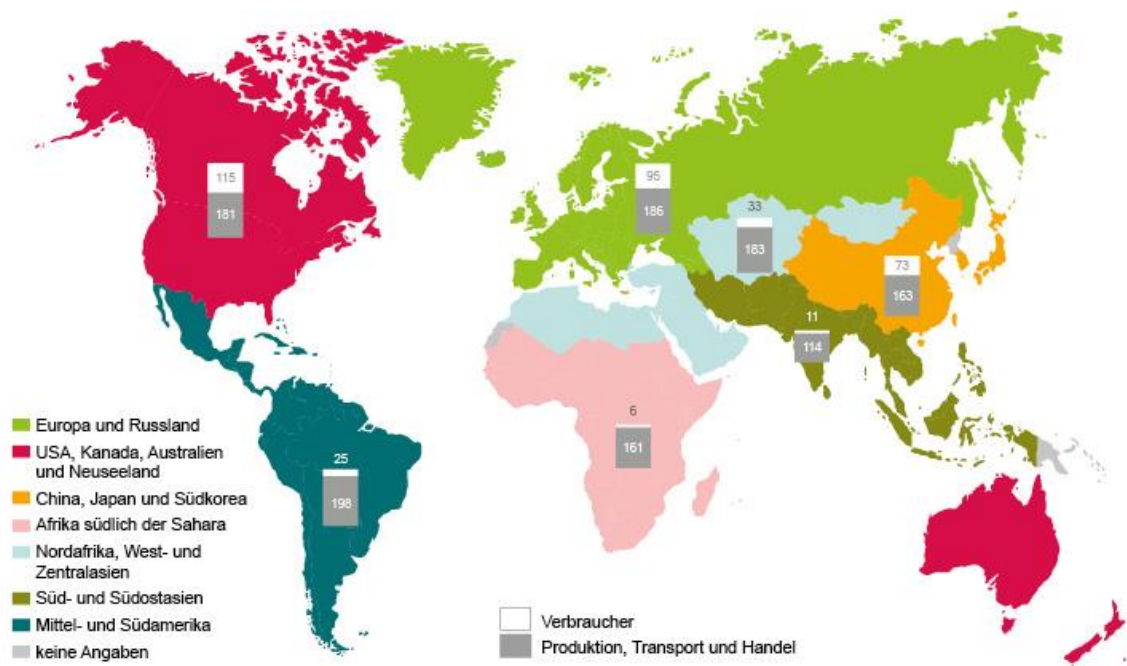 115
181
95
186
33
183
73
163
11
114
6
161
25
198
Europa und Russland
USA, Kanada, Australien
und Neuseeland
China, Japan und Südkorea
Afrika südlich der Sahara
Nordafrika, West- und
Zentralasien
Süd- und Südostasien
Mittel- und Südamerika
keine Angaben
Verbraucher
Produktion, Transport und Handel